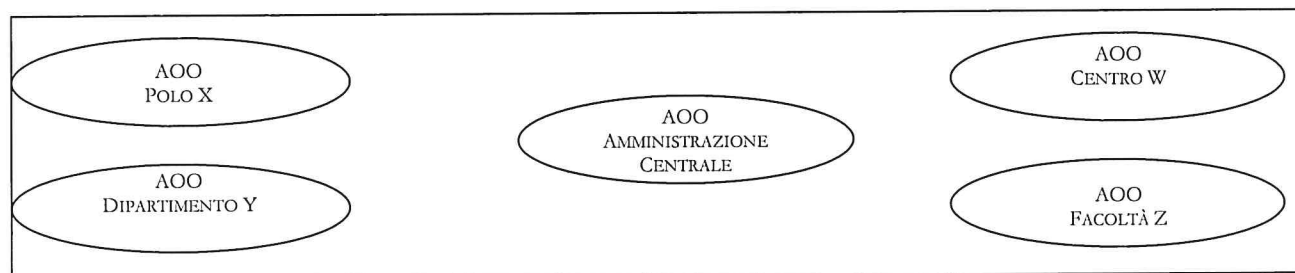 AOO
POLO X
AOO
DIPARTIMENTO Y
AOO
AMMINISTRAZIONE
CENTRALE
AOO
CENTRO W
AOO
FACOLTÀ Z